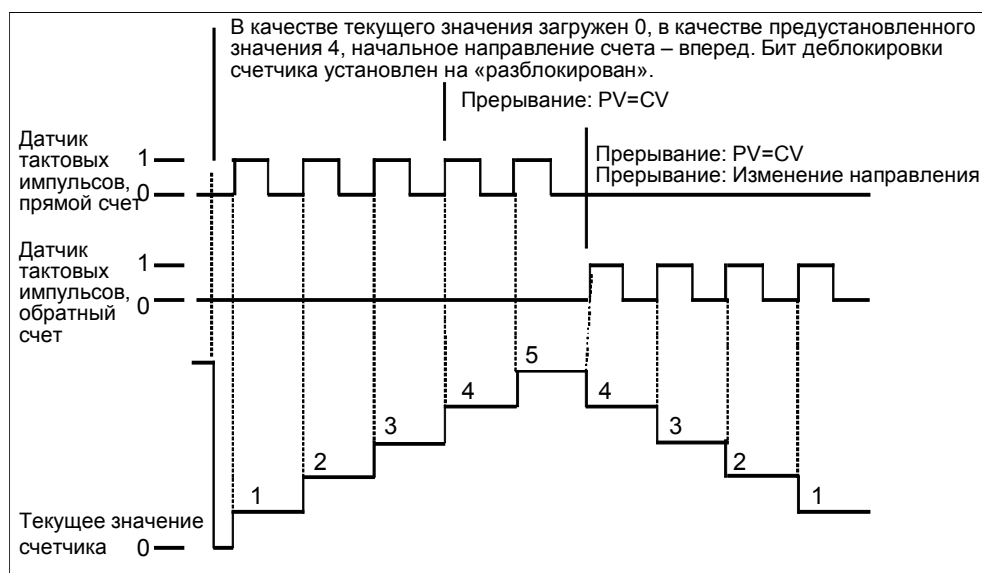 В качестве текущего значения загружен 0, в качестве предустановленного
значения 4, начальное направление счета – вперед. Бит деблокировки
счетчика установлен на «разблокирован».
Прерывание: PV=CV
Прерывание: PV=CV
Прерывание: Изменение направления
Датчик
тактовых
импульсов,
прямой счет
1
0
Датчик
тактовых
импульсов,
обратный
счет
1
0
5
4
4
3
3
2
2
1
1
Текущее значение
счетчика
0